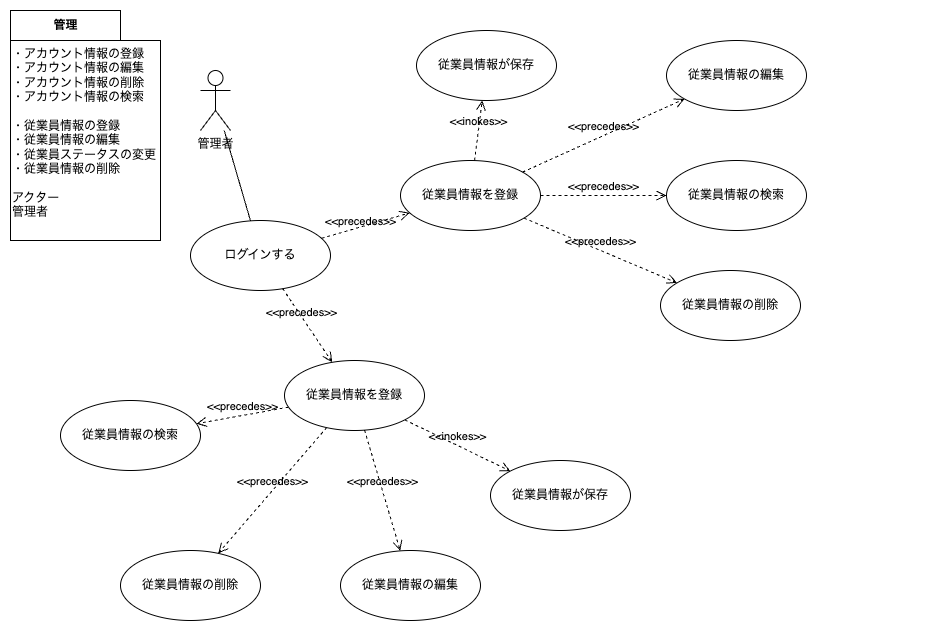 管理
・アカウント情報の登録
・アカウント情報の編集
・アカウント情報の削除
・アカウント情報の検索
・従業員情報の登録
・従業員情報の編集
・従業員ステータスの変更
・従業員情報の削除
アクター
管理者
管理者
従業員情報が保存
従業員情報の編集
<<inokes>>
<<precedes>>
従業員情報を登録
<<precedes>>
従業員情報の検索
<<precedes>>
<<precedes>>
ログインする
従業員情報の削除
<<precedes>>
従業員情報を登録
<<precedes>>
従業員情報の検索
<<inokes>>
<<precedes>>
<<precedes>>
従業員情報が保存
従業員情報の削除
従業員情報の編集